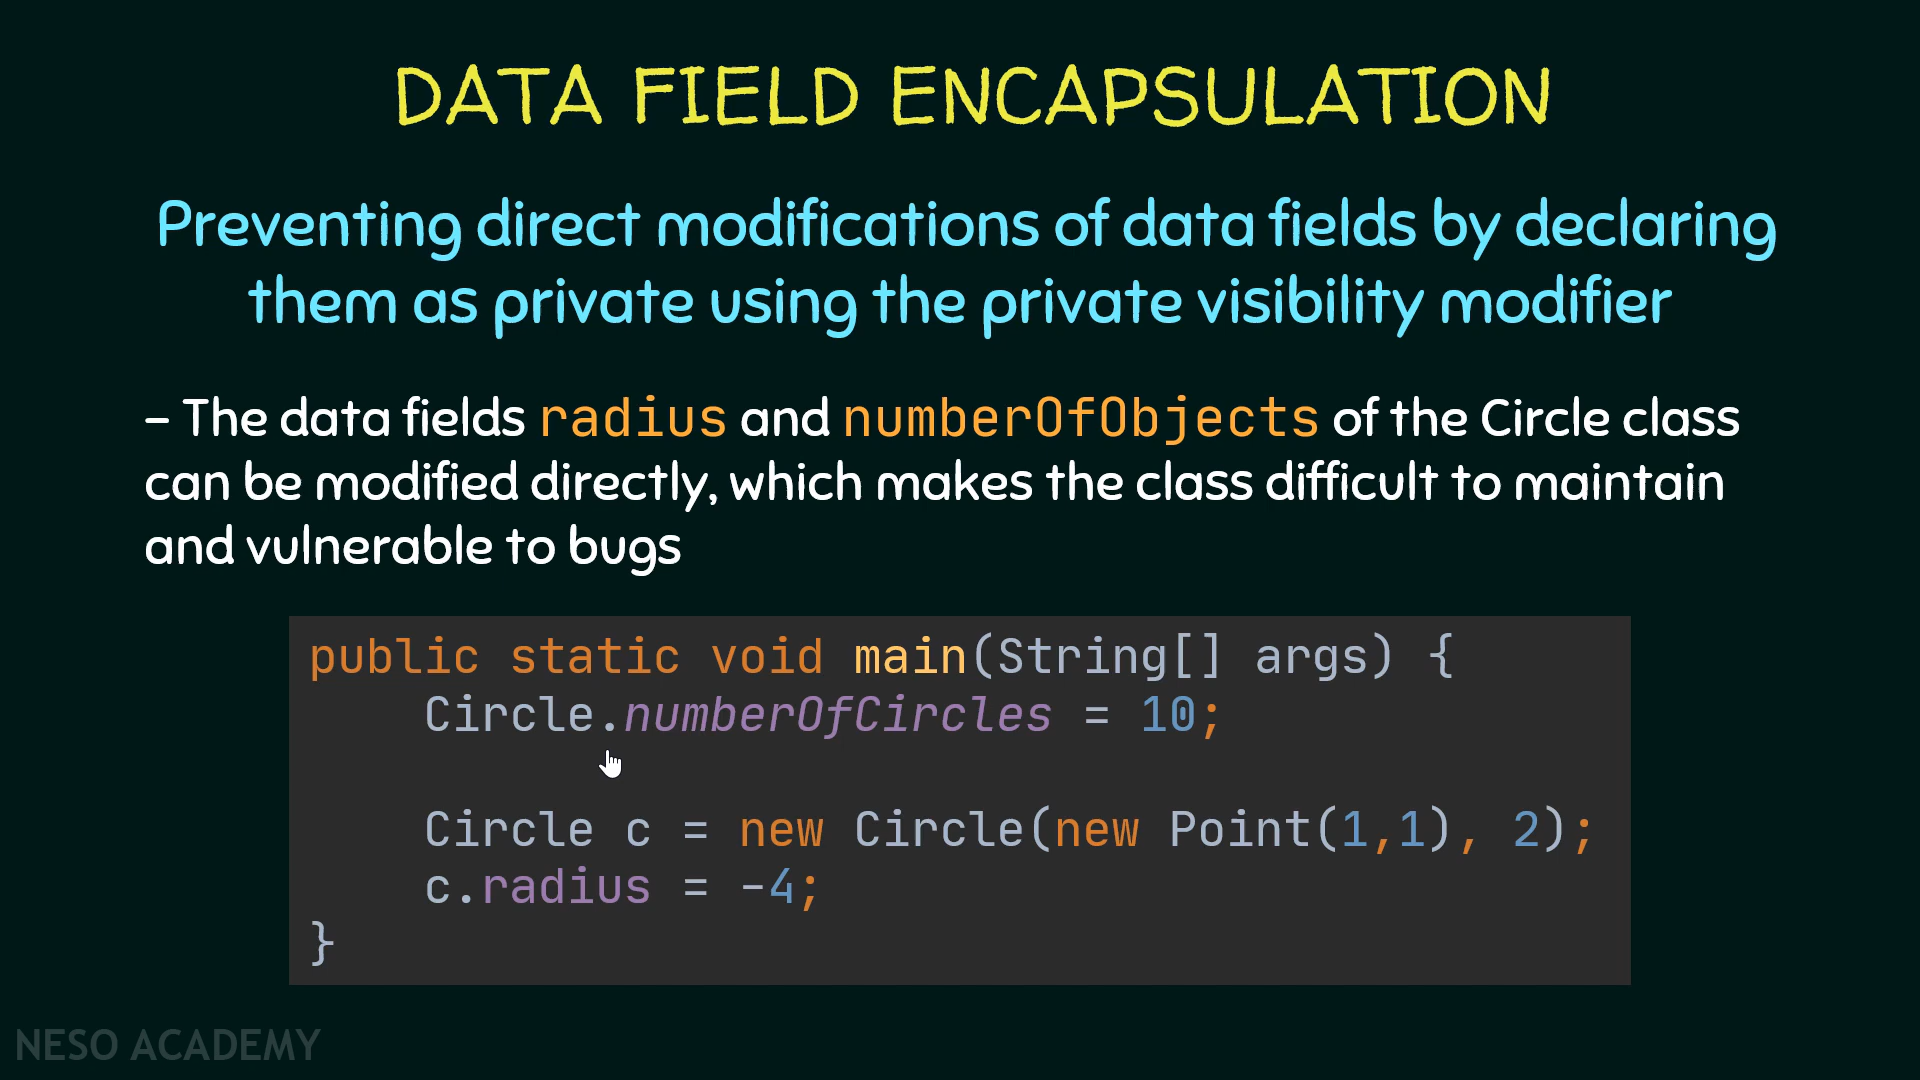 DATA FIELD ENCAPSULATION
Preventing direct modifications of data fields by declaring
them as private using the private visibility modifier
– The data fields radius and numberOfObjects of the Circle class
can be modified directly, which makes the class difficult to maintain
and vulnerable to bugs
public static void main(String[] args) {
    Circle.numberOfCircles = 10;
    Circle c = new Circle(new Point(1,1), 2);
    c.radius = -4;
}
NESO ACADEMY